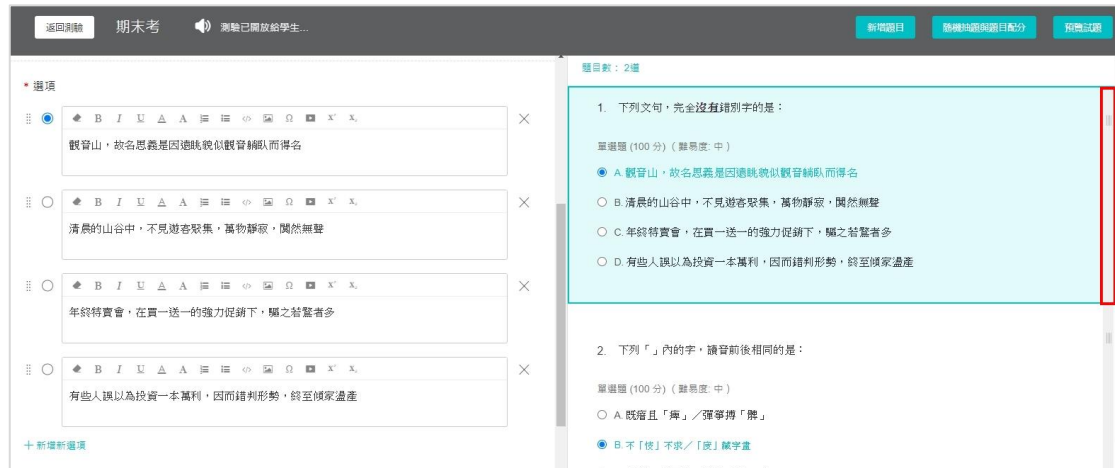 返回測驗 期末考 測驗已開放給學生... 新增題目 隨機抽題與題目配分 預覽試題
* 選項
觀音山，故名思義是因遠眺貌似觀音躺臥而得名
清晨的山谷中，不見遊客聚集，萬物靜寂，闃然無聲
年終特賣會，在買一送一的強力促銷下，驅之若鶩者多
有些人誤以為投資一本萬利，因而錯判形勢，終至傾家盪產
＋新增新選項
題目數： 2道
1. 下列文句，完全沒有錯別字的是：
單選題 (100 分)（難易度: 中）
A. 觀音山，故名思義是因遠眺貌似觀音躺臥而得名
B. 清晨的山谷中，不見遊客聚集，萬物靜寂，闃然無聲
C. 年終特賣會，在買一送一的強力促銷下，驅之若鶩者多
D. 有些人誤以為投資一本萬利，因而錯判形勢，終至傾家盪產
2. 下列「」內的字，讀音前後相同的是：
單選題 (100 分)（難易度: 中）
A. 既瘖且「痺」／彈箏搏「髀」
B. 不「忮」不求／「庋」藏字畫